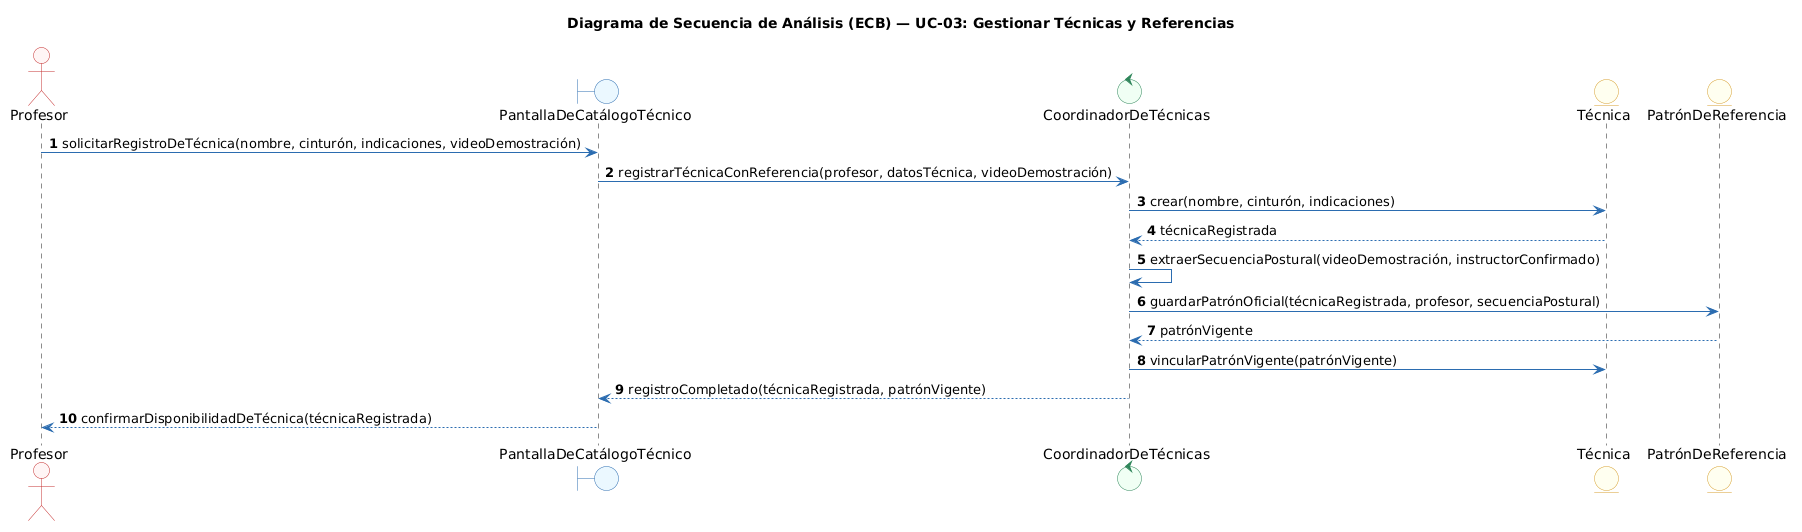 Diagrama de Secuencia de Análisis (ECB) — UC-03: Gestionar Técnicas y Referencias
Profesor
PantallaDeCatálogoTécnico
CoordinadorDeTécnicas
Técnica
PatrónDeReferencia
1 solicitarRegistroDeTécnica(nombre, cinturón, indicaciones, videoDemostración)
2 registrarTécnicaConReferencia(profesor, datosTécnica, videoDemostración)
3 crear(nombre, cinturón, indicaciones)
4 técnicaRegistrada
5 extraerSecuenciaPostural(videoDemostración, instructorConfirmado)
6 guardarPatrónOficial(técnicaRegistrada, profesor, secuenciaPostural)
7 patrónVigente
8 vincularPatrónVigente(patrónVigente)
9 registroCompletado(técnicaRegistrada, patrónVigente)
10 confirmarDisponibilidadDeTécnica(técnicaRegistrada)
Profesor
PantallaDeCatálogoTécnico
CoordinadorDeTécnicas
Técnica
PatrónDeReferencia